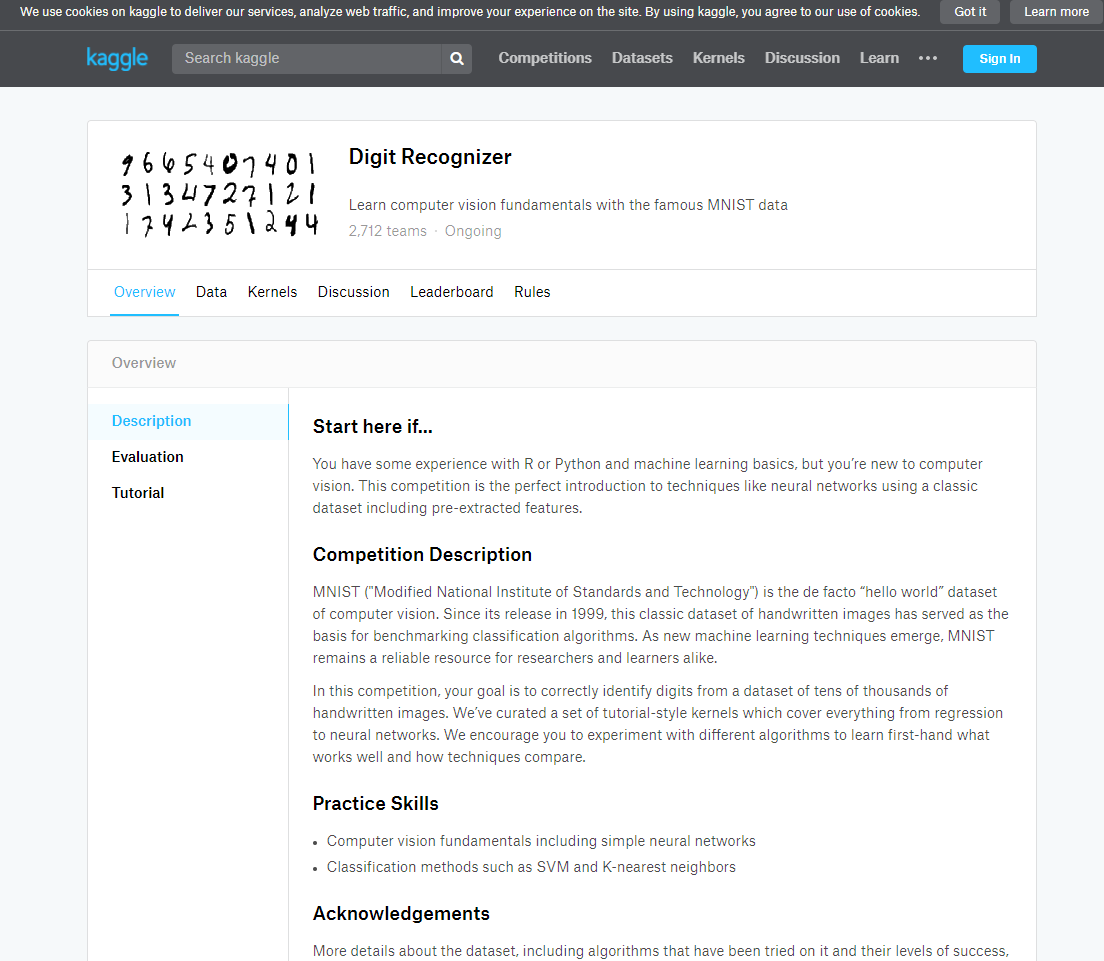 We use cookies on kaggle to deliver our services, analyze web traffic, and improve your experience on the site. By using kaggle, you agree to our use of cookies. Got it Learn more
kaggle Search kaggle Competitions Datasets Kernels Discussion Learn ••• Sign In
9 6 6 5 4 0 7 4 0 1
3 1 3 4 7 2 7 1 2 1
1 7 4 2 3 5 1 2 4 4
Digit Recognizer
Learn computer vision fundamentals with the famous MNIST data
2,712 teams · Ongoing
Overview Data Kernels Discussion Leaderboard Rules
Overview
Description
Evaluation
Tutorial
Start here if...
You have some experience with R or Python and machine learning basics, but you’re new to computer
vision. This competition is the perfect introduction to techniques like neural networks using a classic
dataset including pre-extracted features.
Competition Description
MNIST ("Modified National Institute of Standards and Technology") is the de facto “hello world” dataset
of computer vision. Since its release in 1999, this classic dataset of handwritten images has served as the
basis for benchmarking classification algorithms. As new machine learning techniques emerge, MNIST
remains a reliable resource for researchers and learners alike.
In this competition, your goal is to correctly identify digits from a dataset of tens of thousands of
handwritten images. We’ve curated a set of tutorial-style kernels which cover everything from regression
to neural networks. We encourage you to experiment with different algorithms to learn first-hand what
works well and how techniques compare.
Practice Skills
• Computer vision fundamentals including simple neural networks
• Classification methods such as SVM and K-nearest neighbors
Acknowledgements
More details about the dataset, including algorithms that have been tried on it and their levels of success,